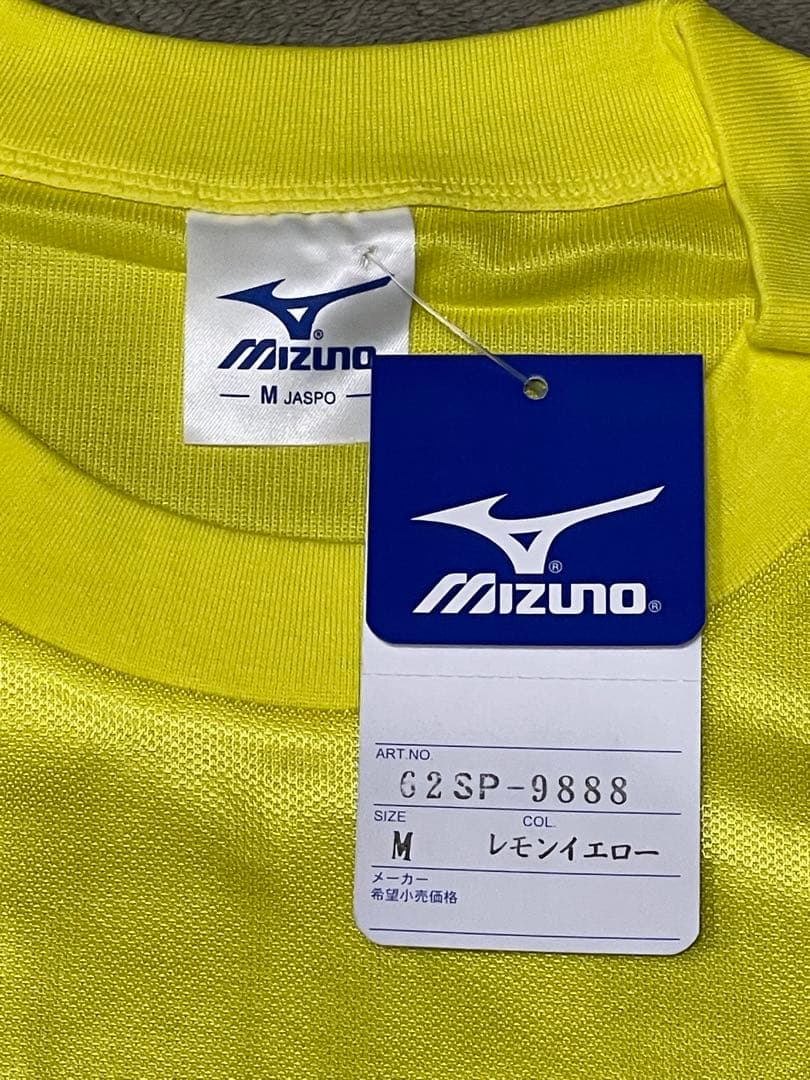 MIZUNO®
M JASPO
MIZUNO®
ART.NO.
62SP-9888
SIZE
COL.
M
レモンイエロー
メーカー
希望小売価格